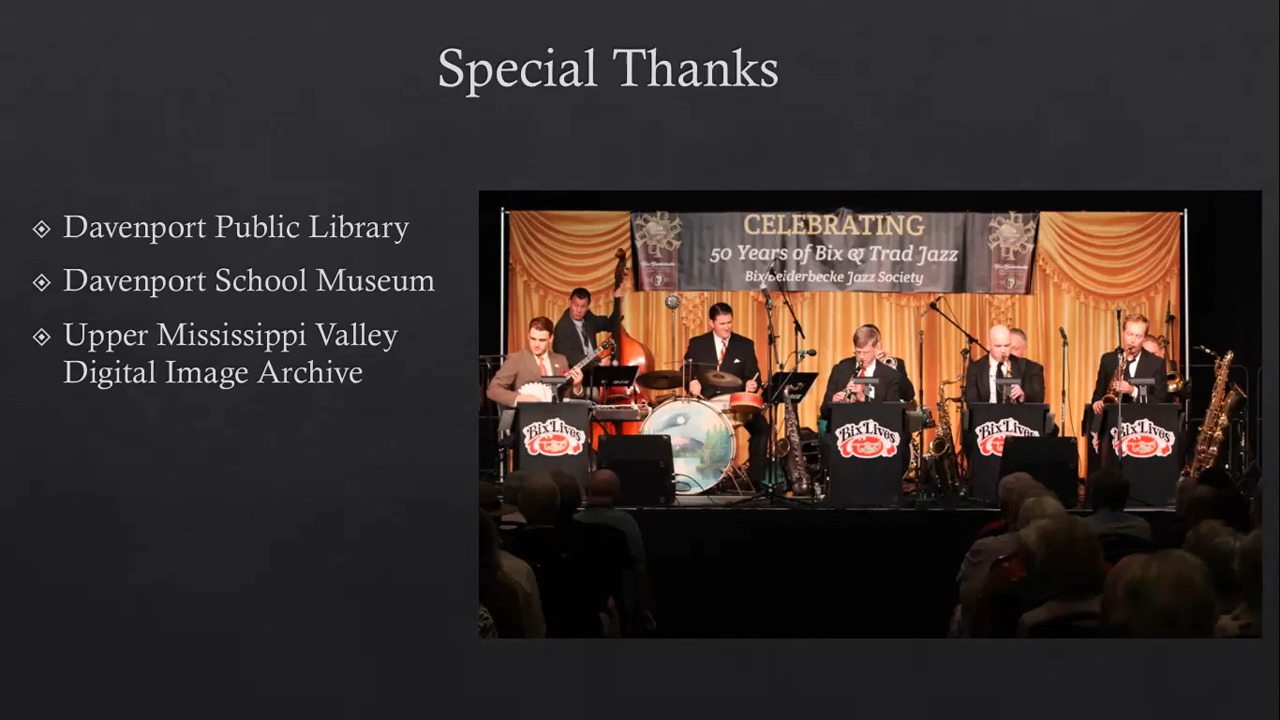 Special Thanks
Davenport Public Library
Davenport School Museum
Upper Mississippi Valley
Digital Image Archive
CELEBRATING
50 Years of Bix & Trad Jazz
Bix Beiderbecke Jazz Society
Bix Lives
Bix Lives
Bix Lives
Bix Lives